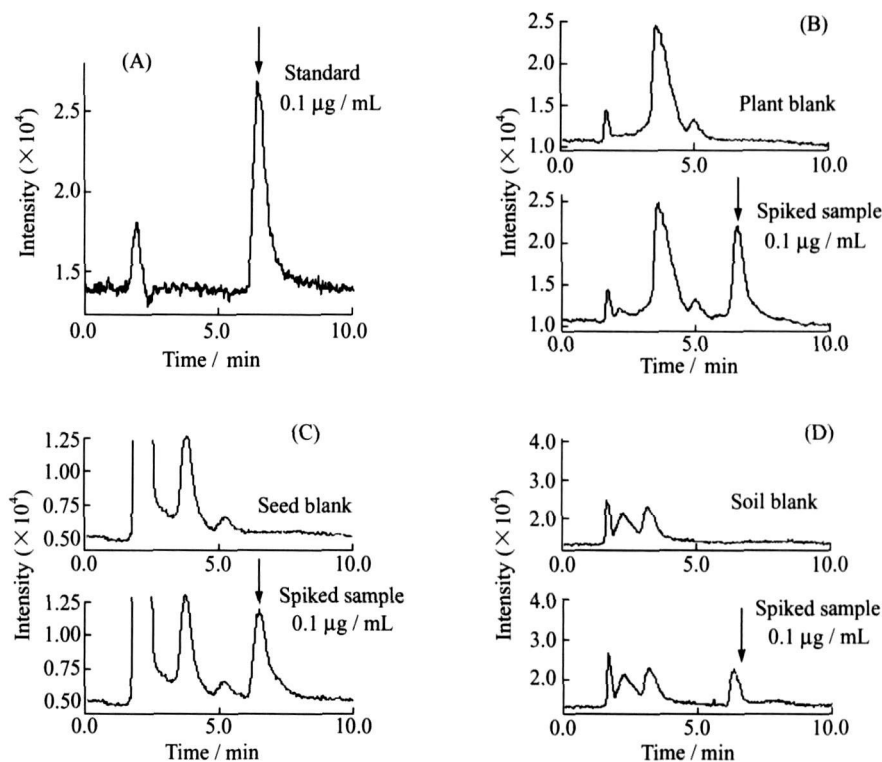 (A)
Standard
0.1 μg / mL
Intensity (×10⁴)
2.5
2.0
1.5
0.0
5.0
10.0
Time / min
(B)
Plant blank
2.5
2.0
1.5
1.0
0.0
5.0
10.0
Intensity (×10⁴)
Spiked sample
0.1 μg / mL
2.5
2.0
1.5
1.0
0.0
5.0
10.0
Time / min
(C)
Seed blank
1.25
1.00
0.75
0.50
0.0
5.0
10.0
Intensity (×10⁴)
Spiked sample
0.1 μg / mL
1.25
1.00
0.75
0.50
0.0
5.0
10.0
Time / min
(D)
Soil blank
4.0
3.0
2.0
0.0
5.0
10.0
Intensity (×10⁴)
Spiked sample
0.1 μg / mL
4.0
3.0
2.0
0.0
5.0
10.0
Time / min